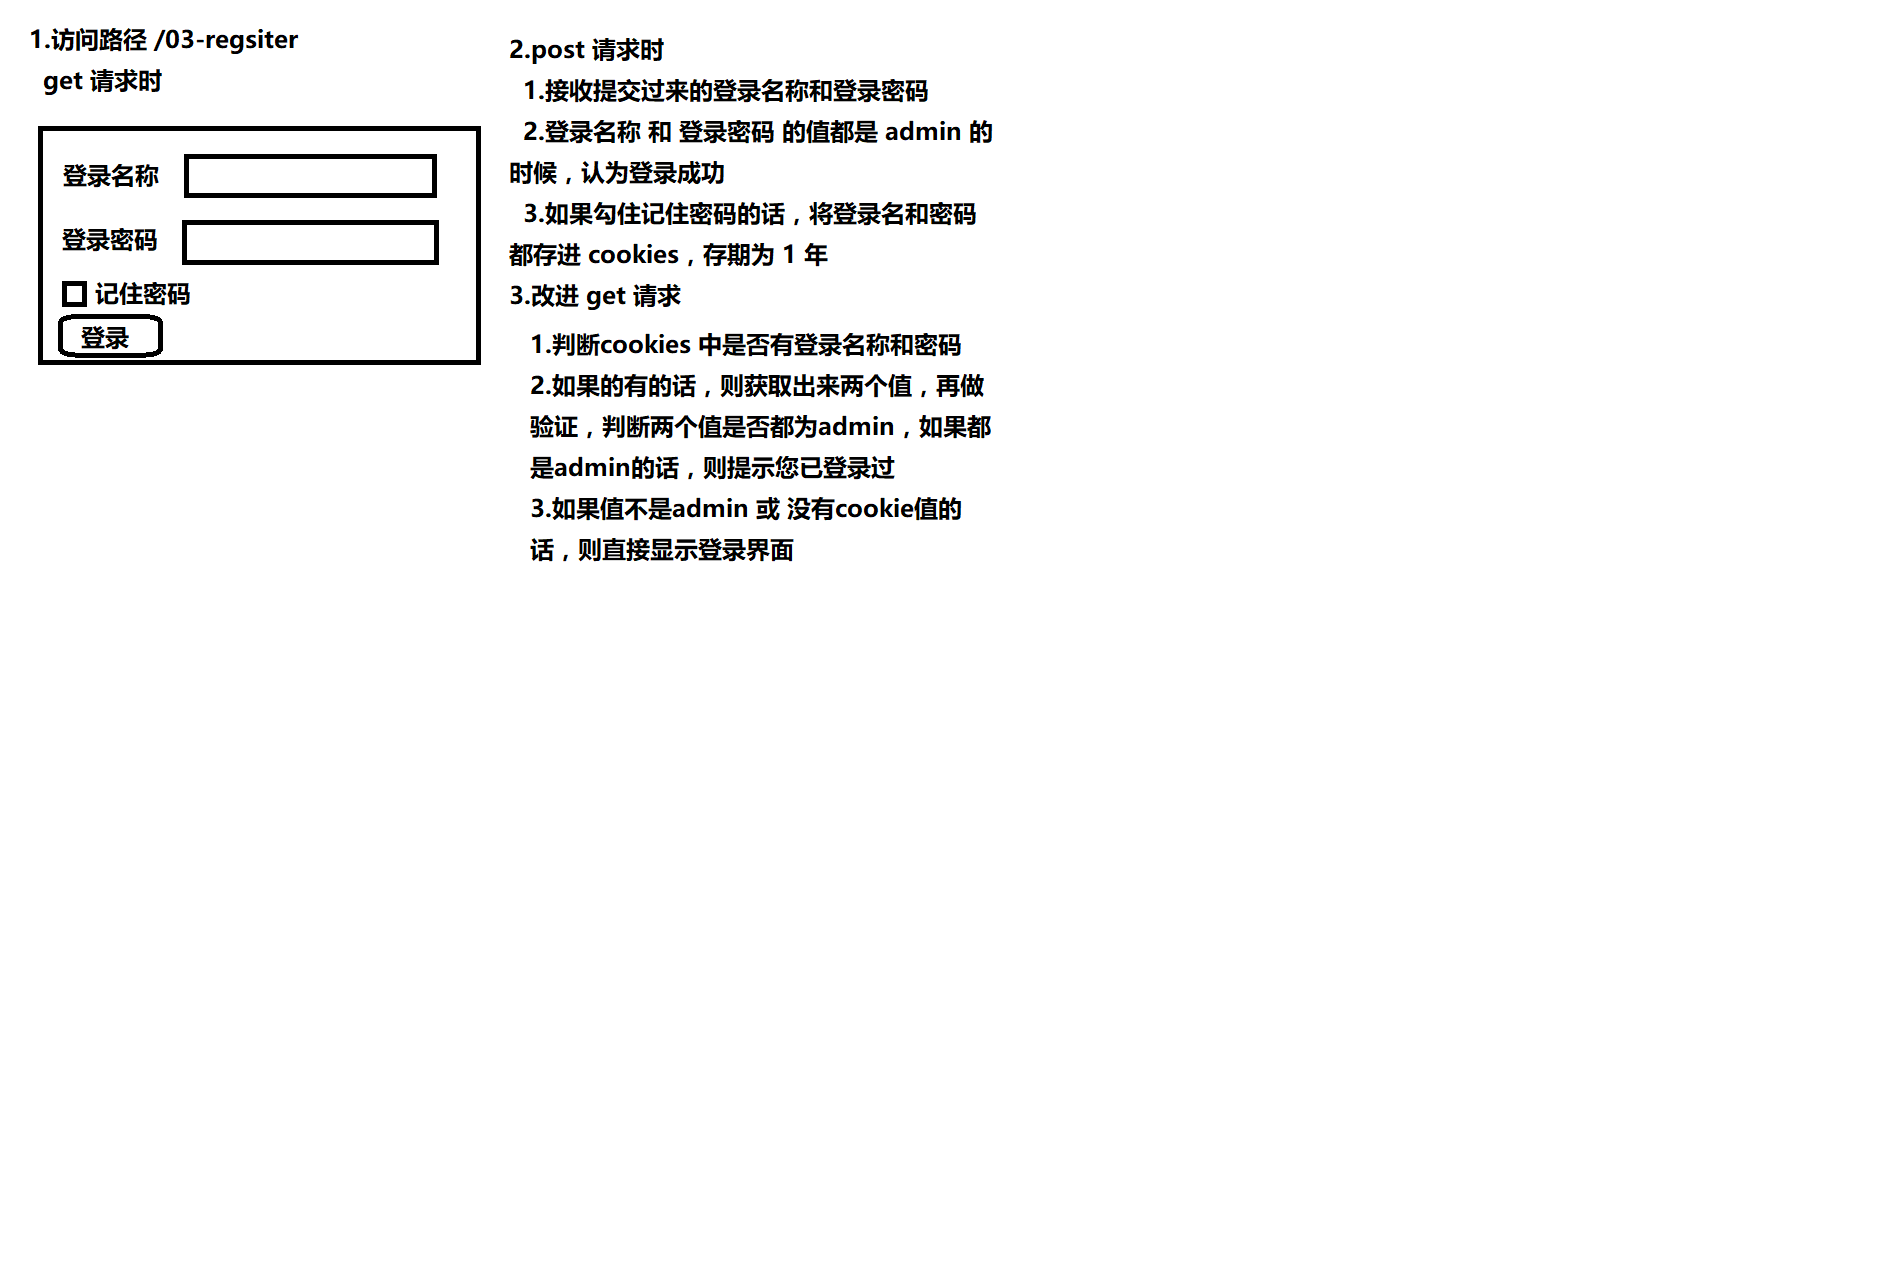 1.访问路径 /03-regsiter
get 请求时
登录名称
登录密码
记住密码
登录
2.post 请求时
1.接收提交过来的登录名称和登录密码
2.登录名称 和 登录密码 的值都是 admin 的
时候，认为登录成功
3.如果勾住记住密码的话，将登录名和密码
都存进 cookies，存期为 1 年
3.改进 get 请求
1.判断cookies 中是否有登录名称和密码
2.如果的有的话，则获取出来两个值，再做
验证，判断两个值是否都为admin，如果都
是admin的话，则提示您已登录过
3.如果值不是admin 或 没有cookie值的
话，则直接显示登录界面